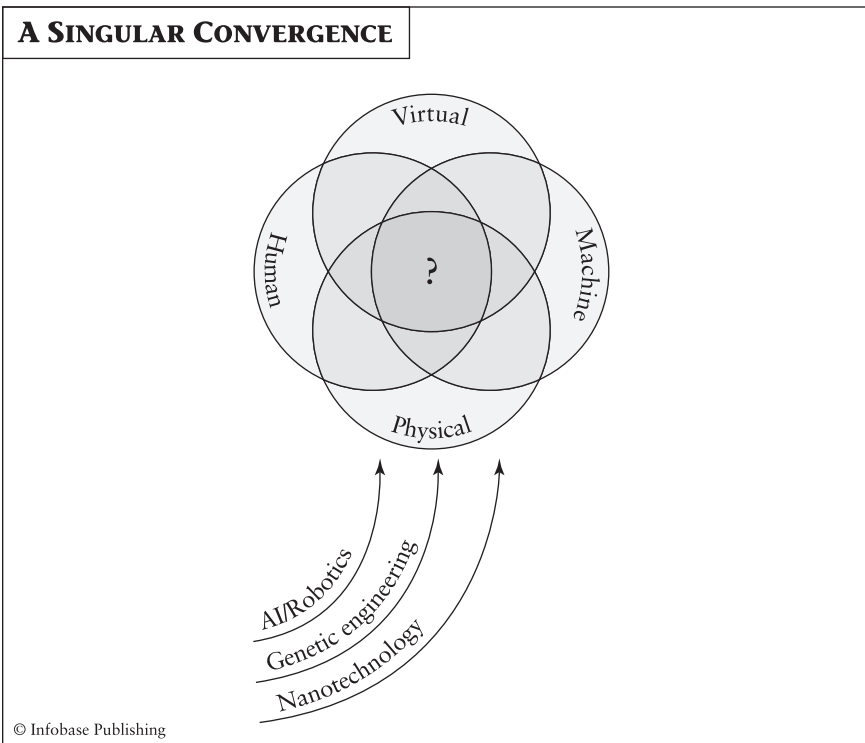 A SINGULAR CONVERGENCE
Virtual
Human
Machine
?
Physical
AI/Robotics
Genetic engineering
Nanotechnology
© Infobase Publishing